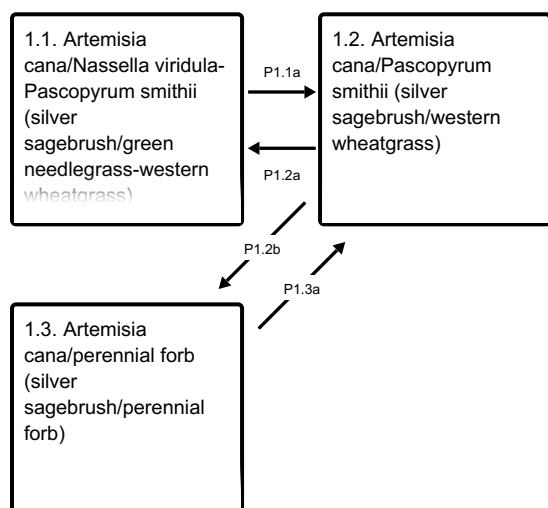 1.1. Artemisia
cana/Nassella viridula-
Pascopyrum smithii
(silver
sagebrush/green
needlegrass-western
wheatgrass)
P1.1a
1.2. Artemisia
cana/Pascopyrum
smithii (silver
sagebrush/western
wheatgrass)
P1.2a
P1.2b
P1.3a
1.3. Artemisia
cana/perennial forb
(silver
sagebrush/perennial
forb)